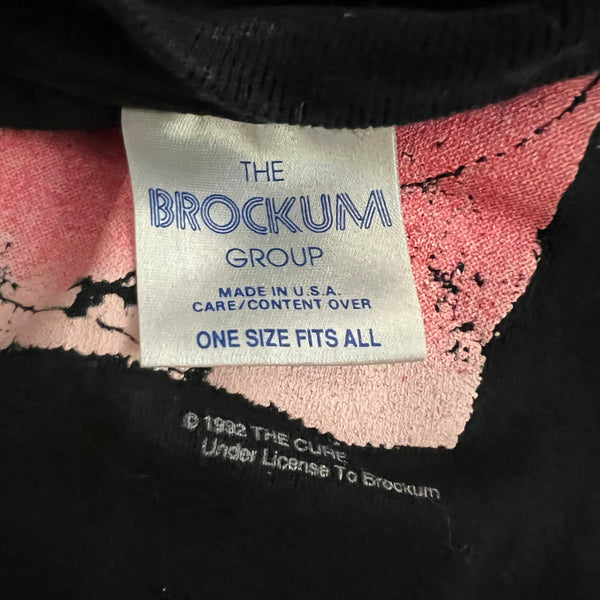 THE
BROCKUM
GROUP
MADE IN U.S.A.
CARE/CONTENT OVER
ONE SIZE FITS ALL
© 1992 THE CURE
Under License To Brockum